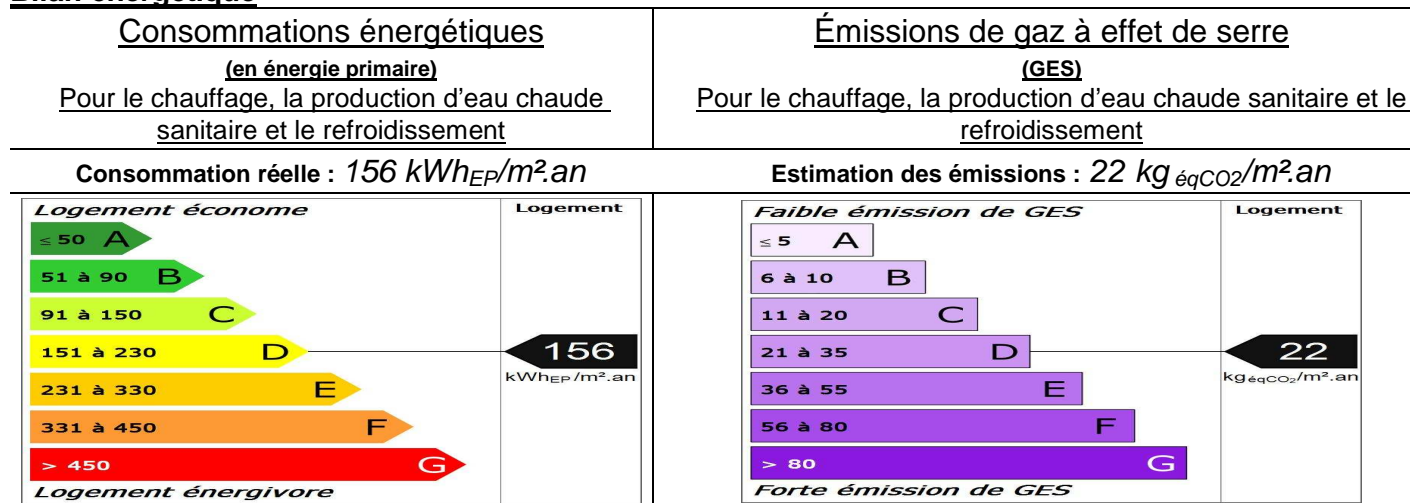 Bilan énergétique
Consommations énergétiques
(en énergie primaire)
Pour le chauffage, la production d'eau chaude
sanitaire et le refroidissement
Émissions de gaz à effet de serre
(GES)
Pour le chauffage, la production d'eau chaude sanitaire et le
refroidissement
Consommation réelle : 156 kWhEP/m².an
Estimation des émissions : 22 kg éqCO2/m².an
Logement économe
Logement
≤ 50 A
51 à 90 B
91 à 150 C
151 à 230 D
156
kWhEP/m².an
231 à 330 E
331 à 450 F
> 450 G
Logement énergivore
Faible émission de GES
Logement
≤ 5 A
6 à 10 B
11 à 20 C
21 à 35 D
22
kgéqCO2/m².an
36 à 55 E
56 à 80 F
> 80 G
Forte émission de GES